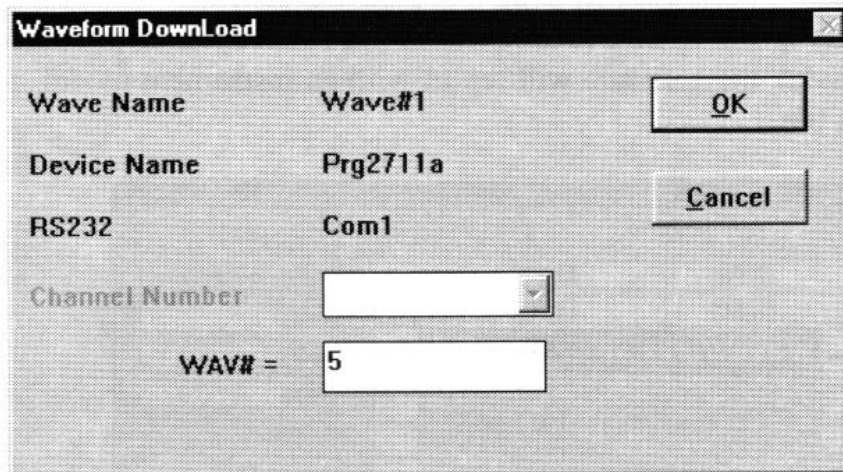 Waveform DownLoad
Wave Name Wave#1
OK
Device Name Prg2711a
Cancel
RS232 Com1
Channel Number
WAV# = 5